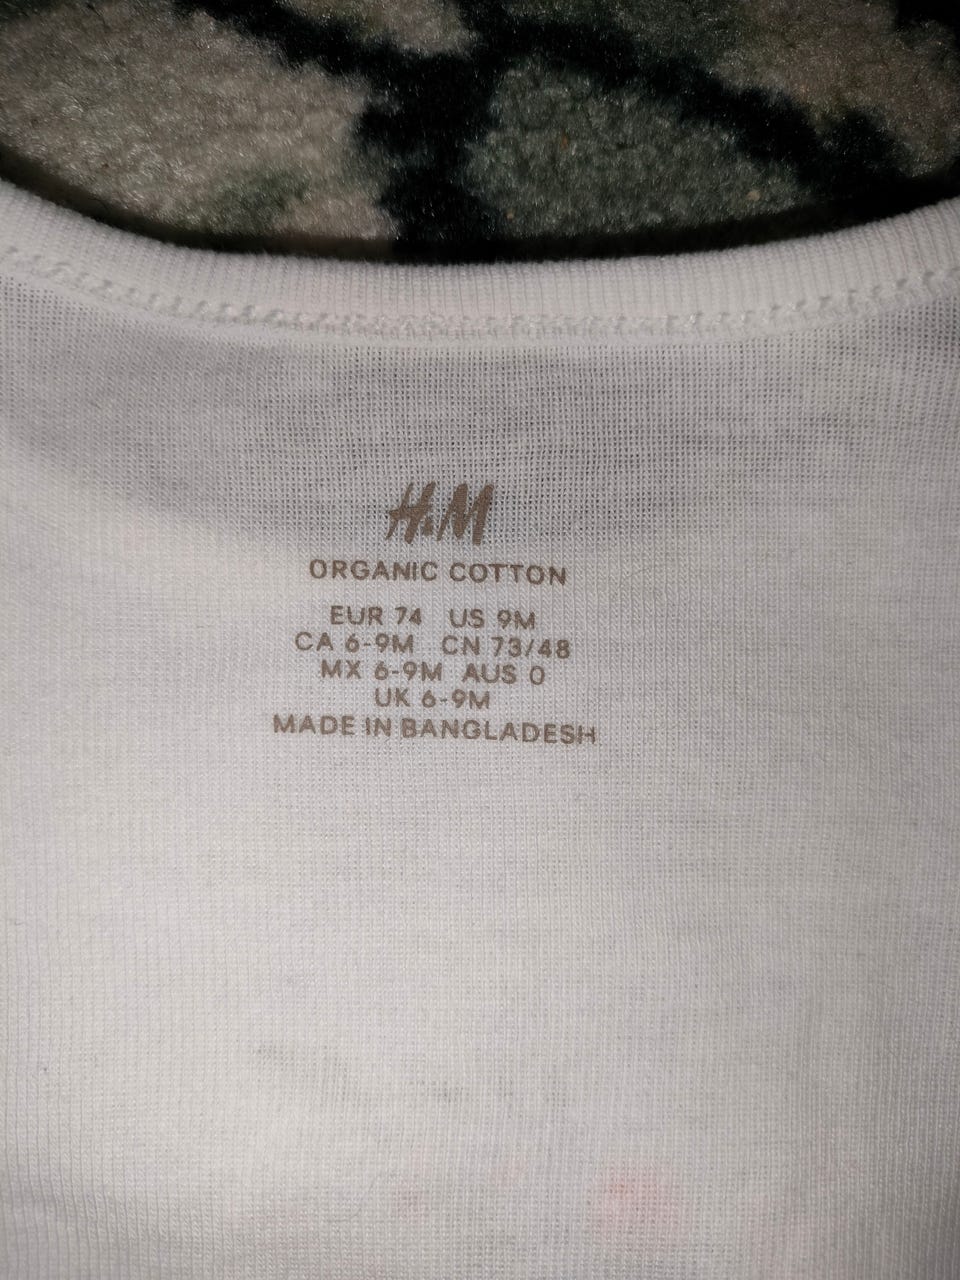 H&M
ORGANIC COTTON
EUR 74 US 9M
CA 6-9M CN 73/48
MX 6-9M AUS 0
UK 6-9M
MADE IN BANGLADESH